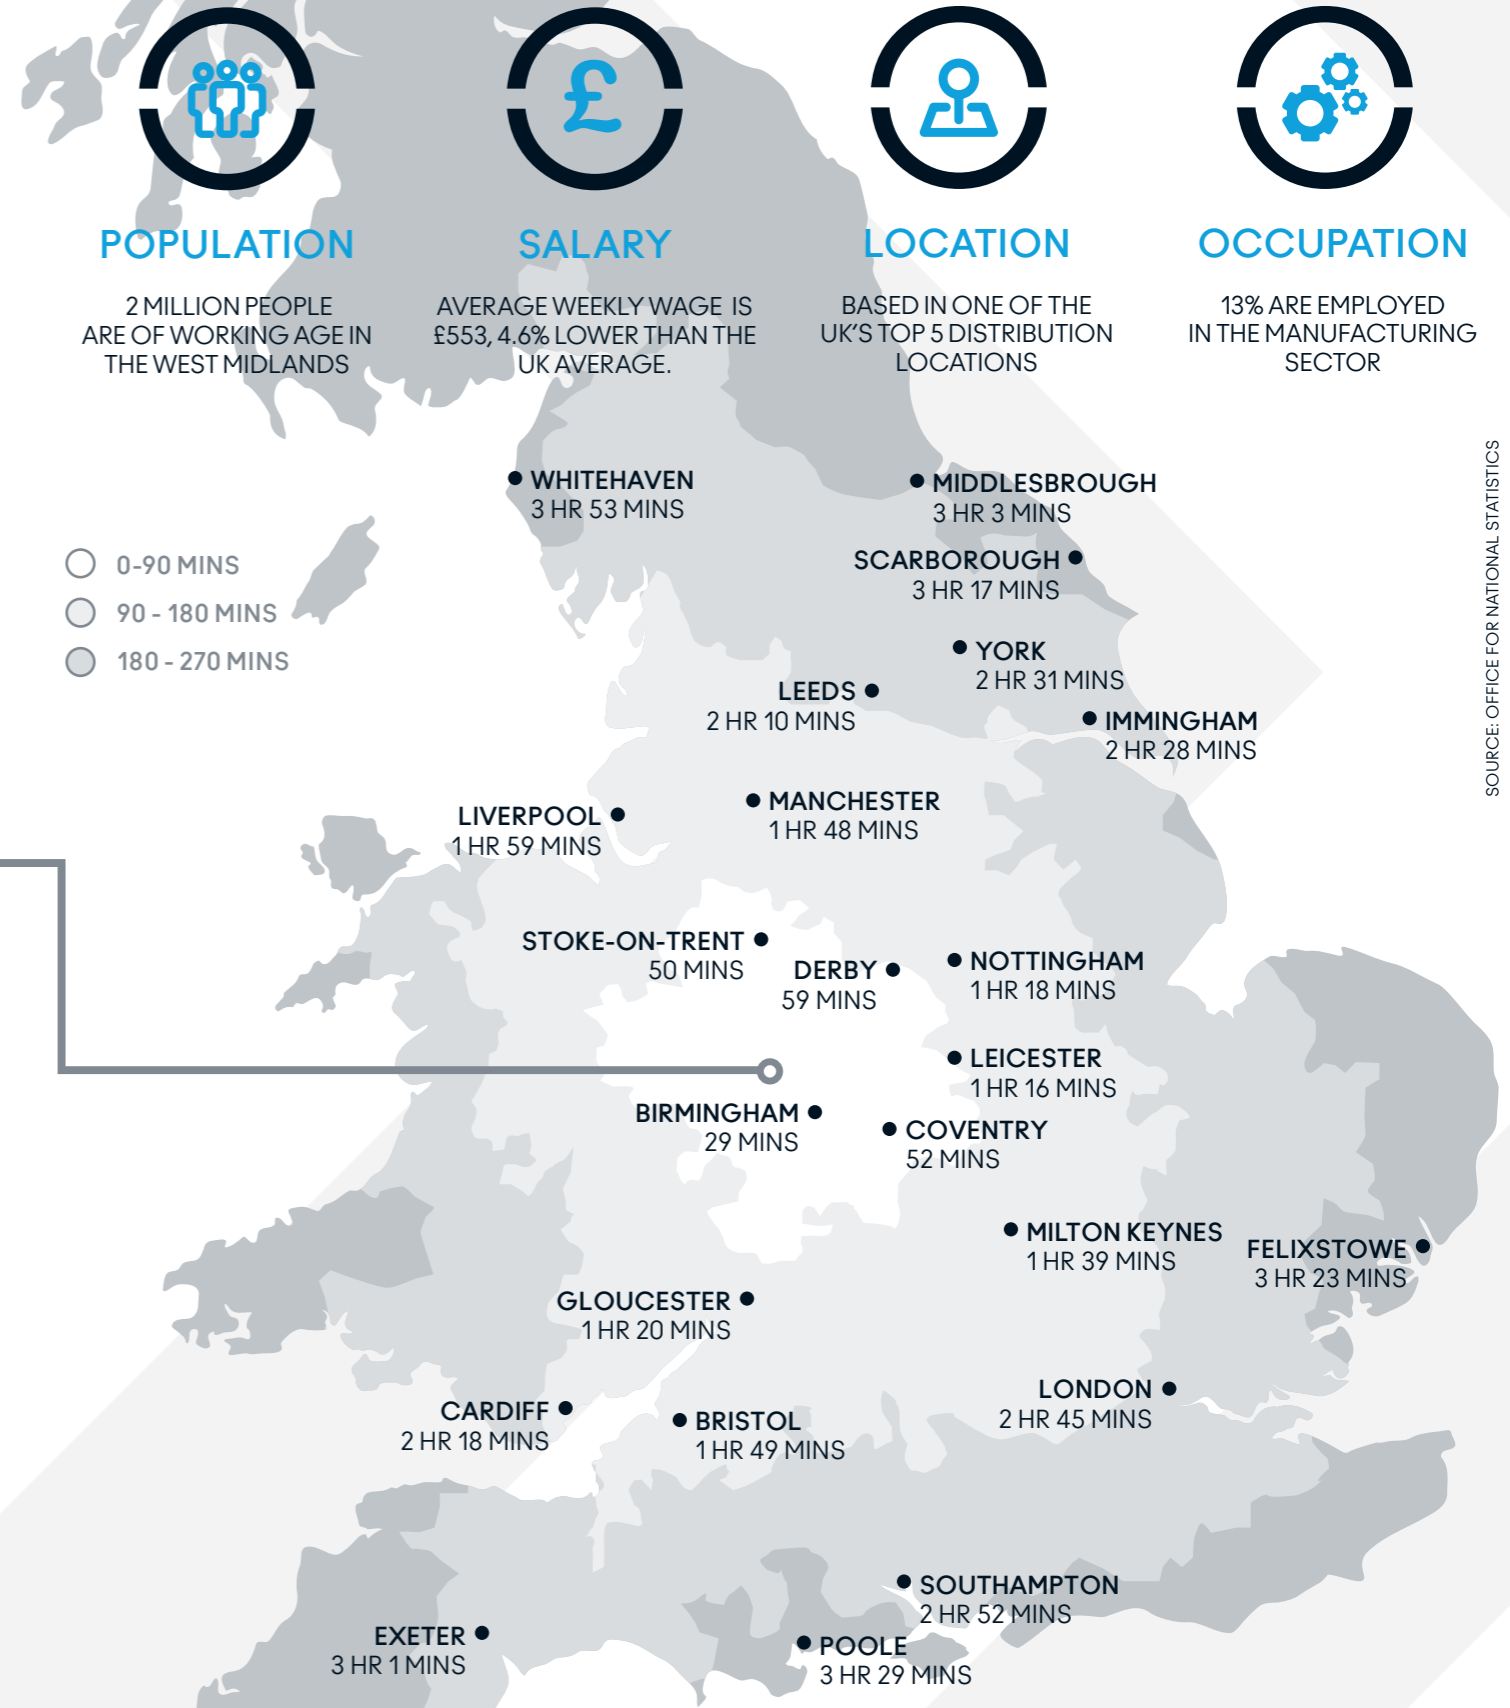 POPULATION
2 MILLION PEOPLE
ARE OF WORKING AGE IN
THE WEST MIDLANDS
SALARY
AVERAGE WEEKLY WAGE IS
£553, 4.6% LOWER THAN THE
UK AVERAGE.
LOCATION
BASED IN ONE OF THE
UK'S TOP 5 DISTRIBUTION
LOCATIONS
OCCUPATION
13% ARE EMPLOYED
IN THE MANUFACTURING
SECTOR
SOURCE: OFFICE FOR NATIONAL STATISTICS
0-90 MINS
90 - 180 MINS
180 - 270 MINS
WHITEHAVEN
3 HR 53 MINS
MIDDLESBROUGH
3 HR 3 MINS
SCARBOROUGH
3 HR 17 MINS
YORK
2 HR 31 MINS
LEEDS
2 HR 10 MINS
IMMINGHAM
2 HR 28 MINS
MANCHESTER
1 HR 48 MINS
LIVERPOOL
1 HR 59 MINS
STOKE-ON-TRENT
50 MINS
DERBY
59 MINS
NOTTINGHAM
1 HR 18 MINS
LEICESTER
1 HR 16 MINS
BIRMINGHAM
29 MINS
COVENTRY
52 MINS
MILTON KEYNES
1 HR 39 MINS
FELIXSTOWE
3 HR 23 MINS
GLOUCESTER
1 HR 20 MINS
LONDON
2 HR 45 MINS
CARDIFF
2 HR 18 MINS
BRISTOL
1 HR 49 MINS
SOUTHAMPTON
2 HR 52 MINS
EXETER
3 HR 1 MINS
POOLE
3 HR 29 MINS